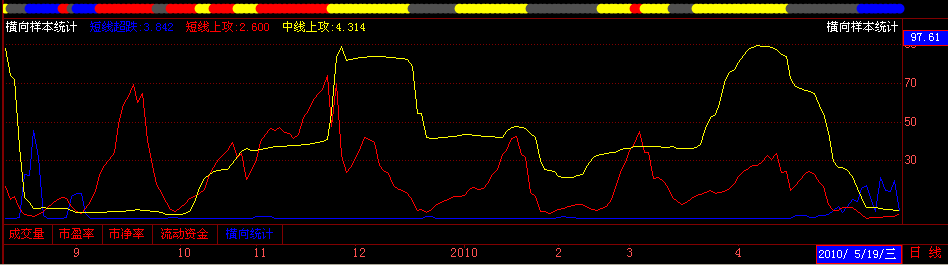 横向样本统计 短线超跌:3.842 短线上攻:2.600 中线上攻:4.314 横向样本统计
97.61
70
50
30
成交量 市盈率 市净率 流动资金 横向统计
9 10 11 12 2010 2 3 4 2010/ 5/19/三 日 线